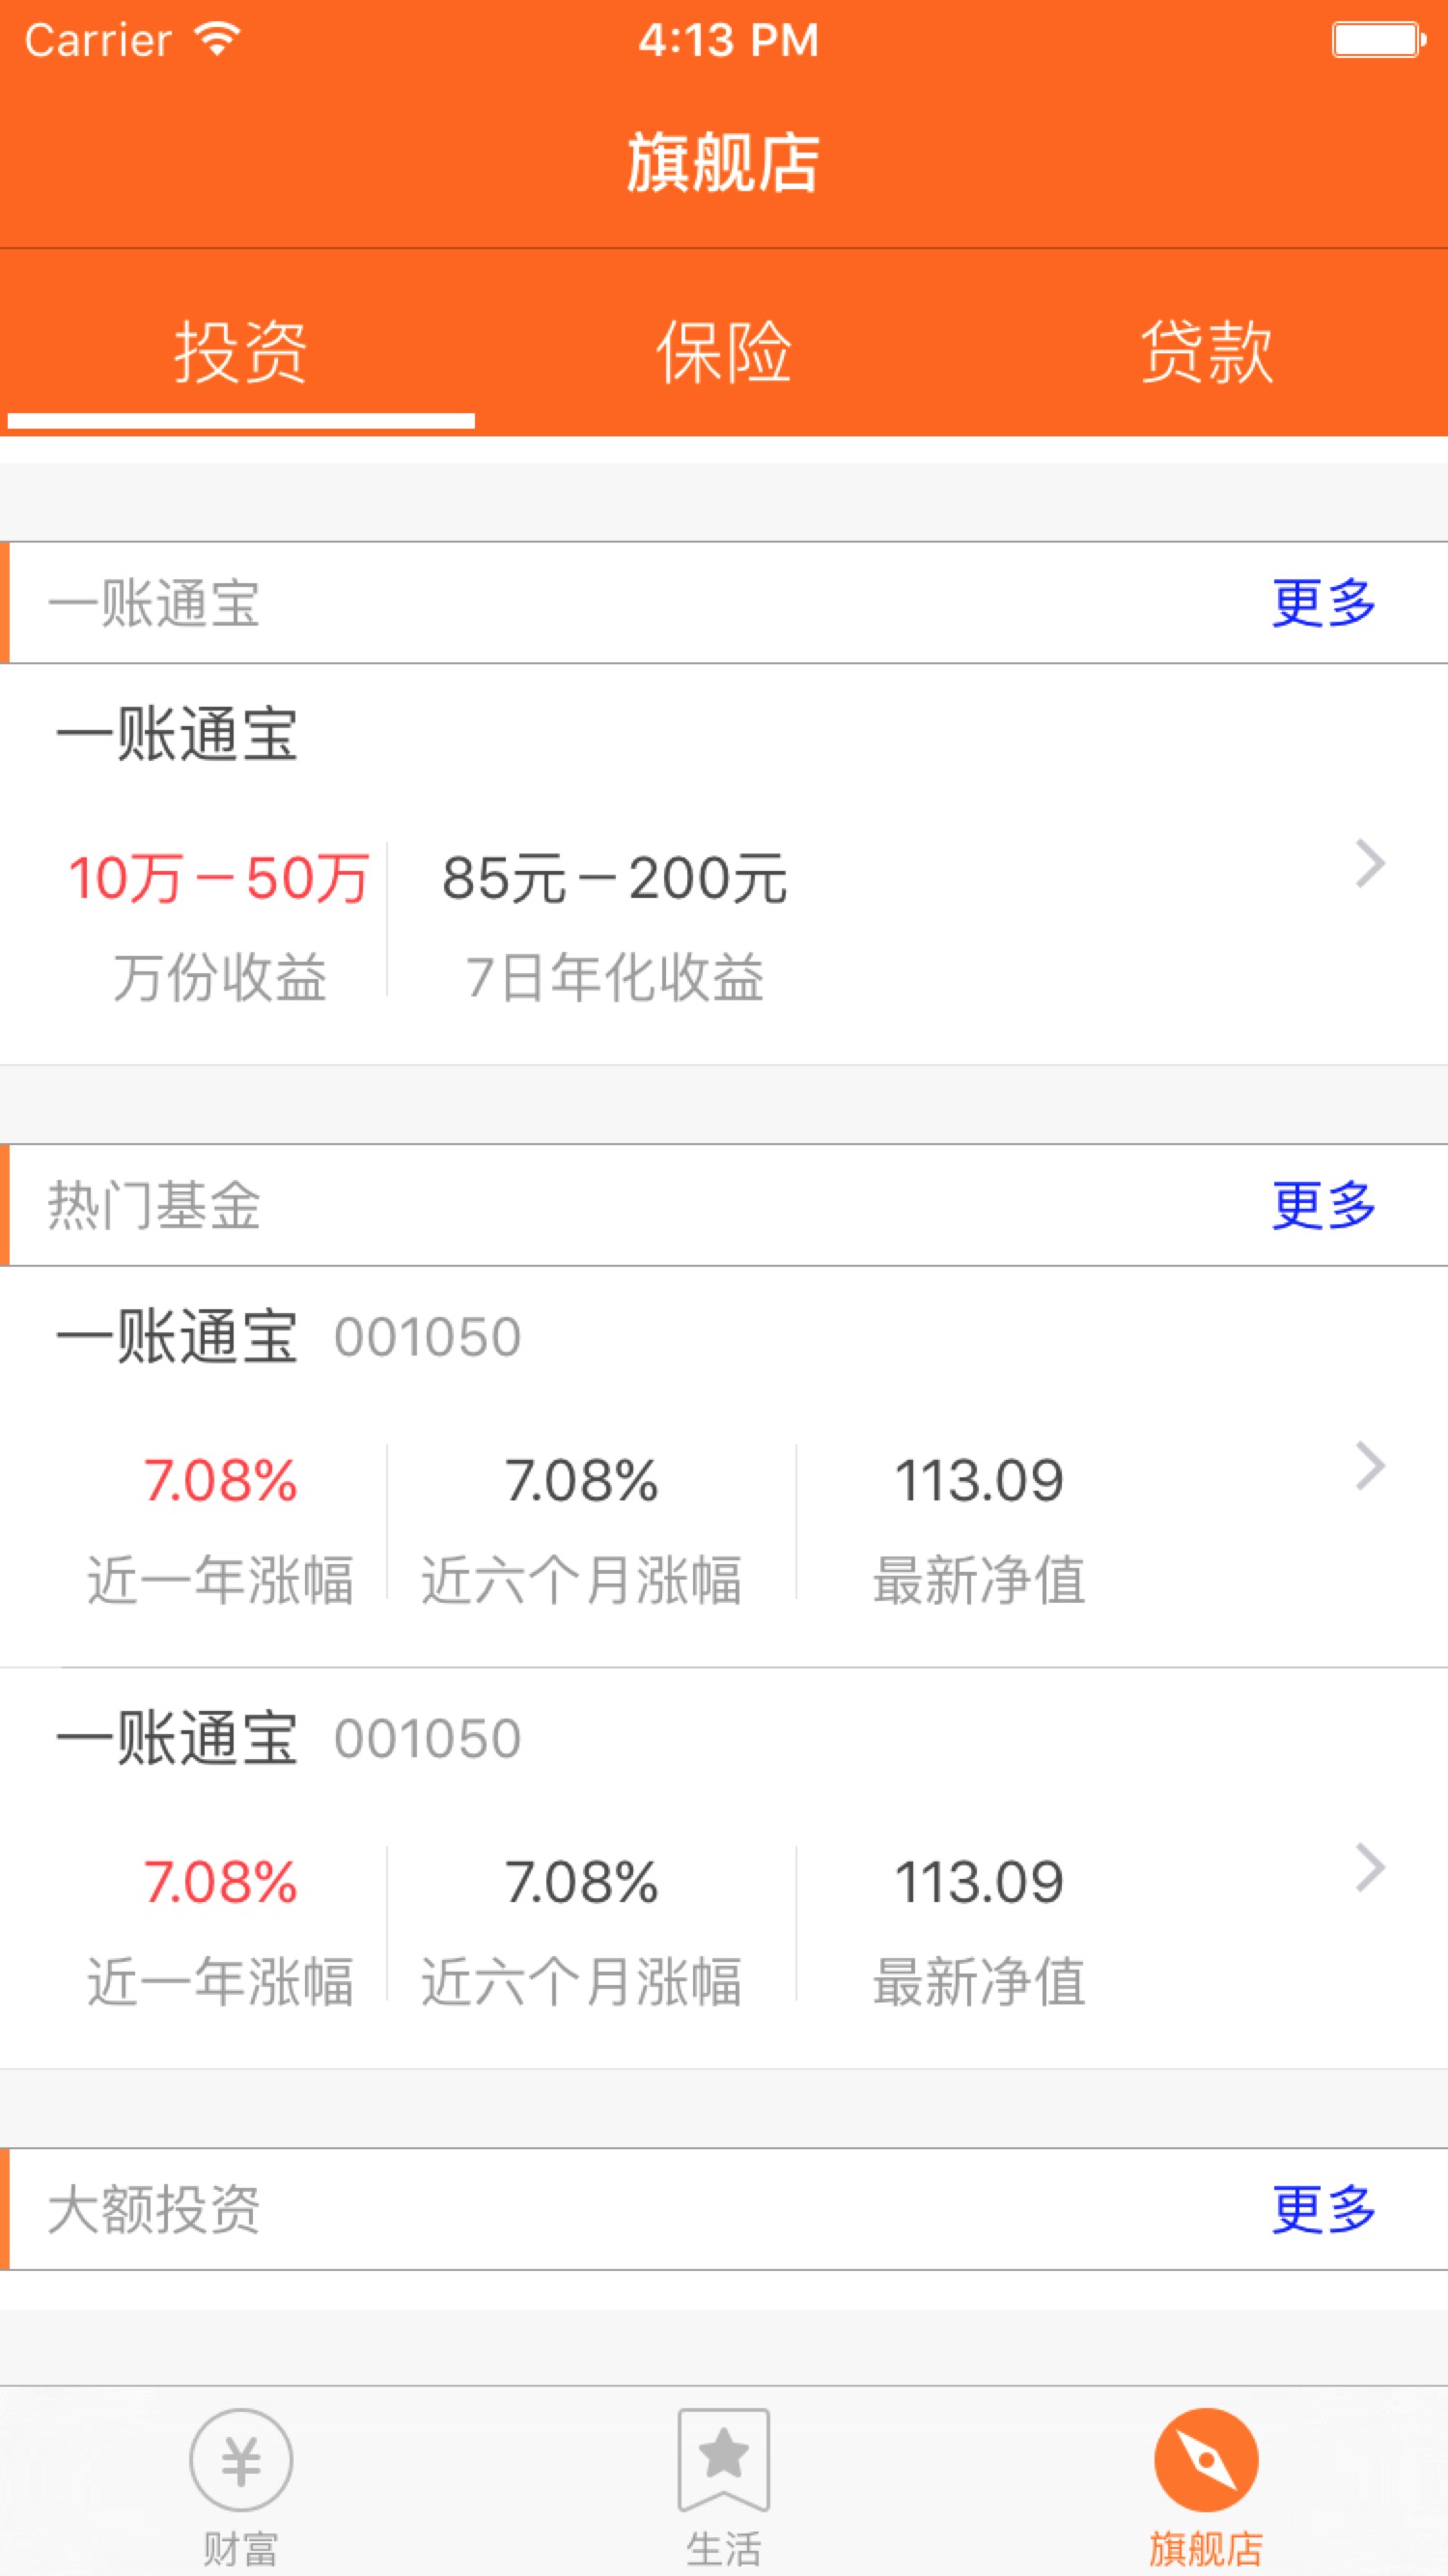 Carrier 4:13 PM
旗舰店
投资 保险 贷款
一账通宝 更多
一账通宝
10万－50万 85元－200元
万份收益 7日年化收益
热门基金 更多
一账通宝 001050
7.08% 7.08% 113.09
近一年涨幅 近六个月涨幅 最新净值
一账通宝 001050
7.08% 7.08% 113.09
近一年涨幅 近六个月涨幅 最新净值
大额投资 更多
¥
财富 生活 旗舰店